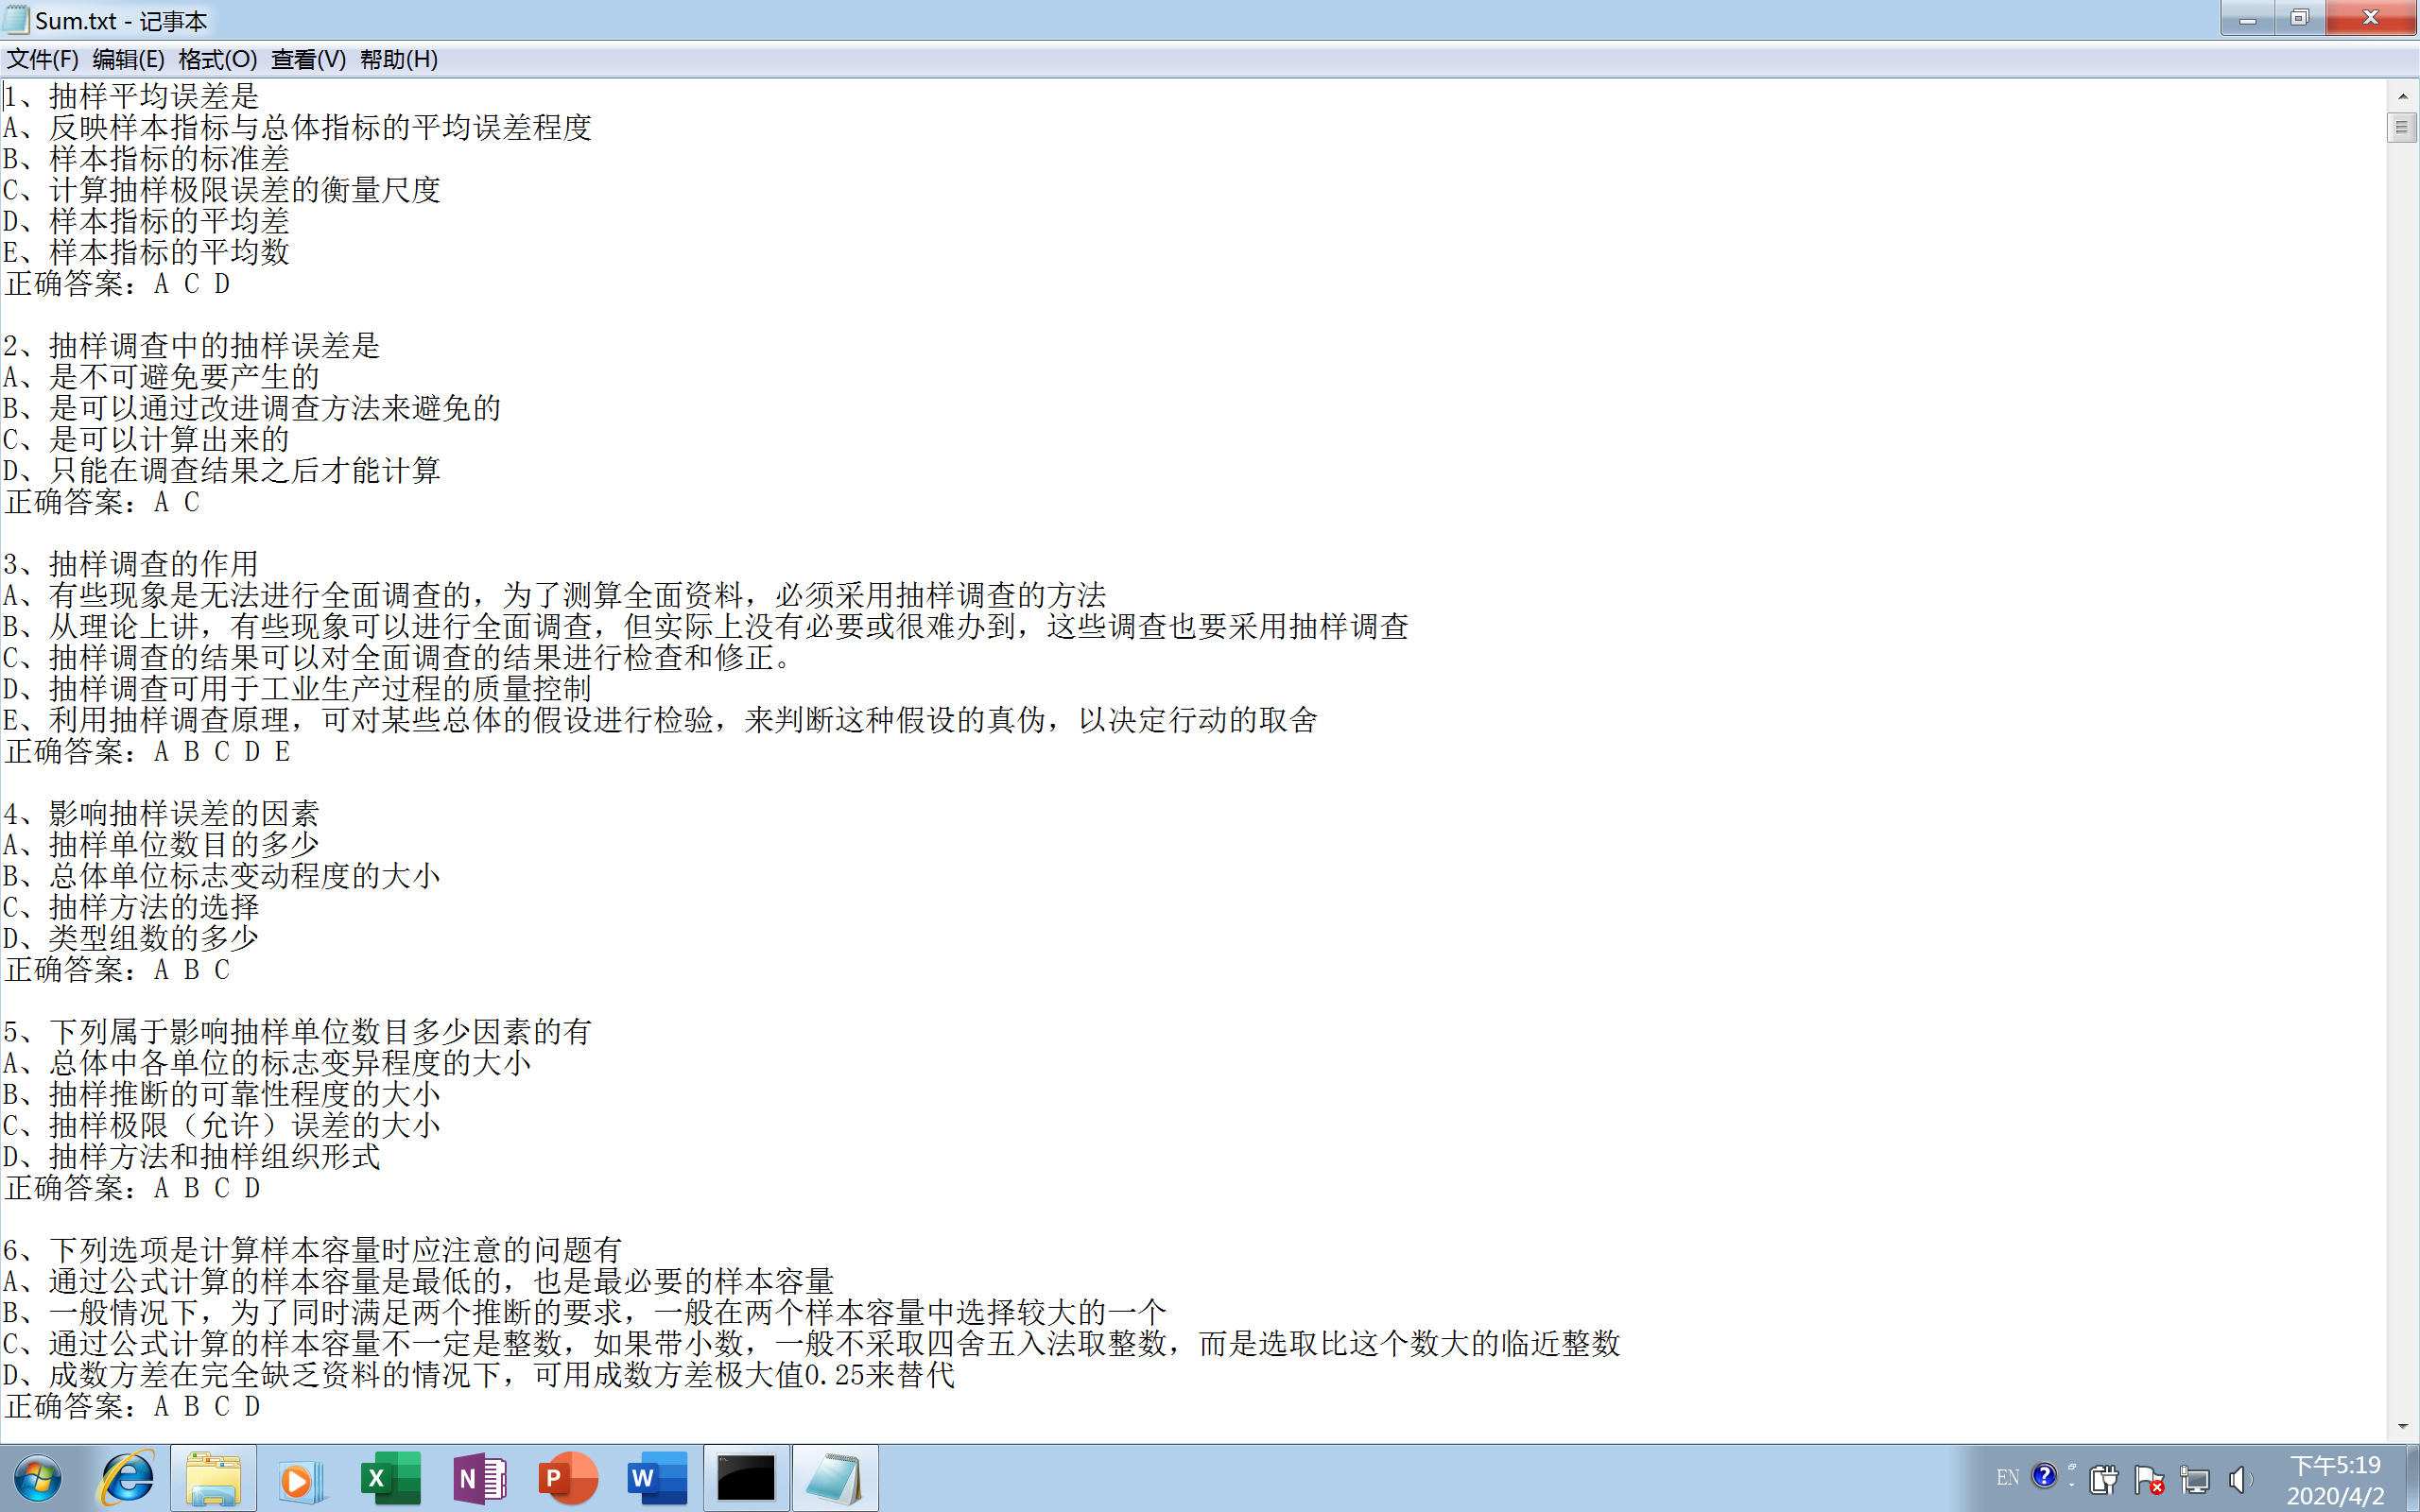 Sum.txt - 记事本
文件(F) 编辑(E) 格式(O) 查看(V) 帮助(H)
1、抽样平均误差是
A、反映样本指标与总体指标的平均误差程度
B、样本指标的标准差
C、计算抽样极限误差的衡量尺度
D、样本指标的平均差
E、样本指标的平均数
正确答案：A C D
2、抽样调查中的抽样误差是
A、是不可避免要产生的
B、是可以通过改进调查方法来避免的
C、是可以计算出来的
D、只能在调查结果之后才能计算
正确答案：A C
3、抽样调查的作用
A、有些现象是无法进行全面调查的，为了测算全面资料，必须采用抽样调查的方法
B、从理论上讲，有些现象可以进行全面调查，但实际上没有必要或很难办到，这些调查也要采用抽样调查
C、抽样调查的结果可以对全面调查的结果进行检查和修正。
D、抽样调查可用于工业生产过程的质量控制
E、利用抽样调查原理，可对某些总体的假设进行检验，来判断这种假设的真伪，以决定行动的取舍
正确答案：A B C D E
4、影响抽样误差的因素
A、抽样单位数目的多少
B、总体单位标志变动程度的大小
C、抽样方法的选择
D、类型组数的多少
正确答案：A B C
5、下列属于影响抽样单位数目多少因素的有
A、总体中各单位的标志变异程度的大小
B、抽样推断的可靠性程度的大小
C、抽样极限（允许）误差的大小
D、抽样方法和抽样组织形式
正确答案：A B C D
6、下列选项是计算样本容量时应注意的问题有
A、通过公式计算的样本容量是最低的，也是最必要的样本容量
B、一般情况下，为了同时满足两个推断的要求，一般在两个样本容量中选择较大的一个
C、通过公式计算的样本容量不一定是整数，如果带小数，一般不采取四舍五入法取整数，而是选取比这个数大的临近整数
D、成数方差在完全缺乏资料的情况下，可用成数方差极大值0.25来替代
正确答案：A B C D
X N P W EN 下午5:19
2020/4/2